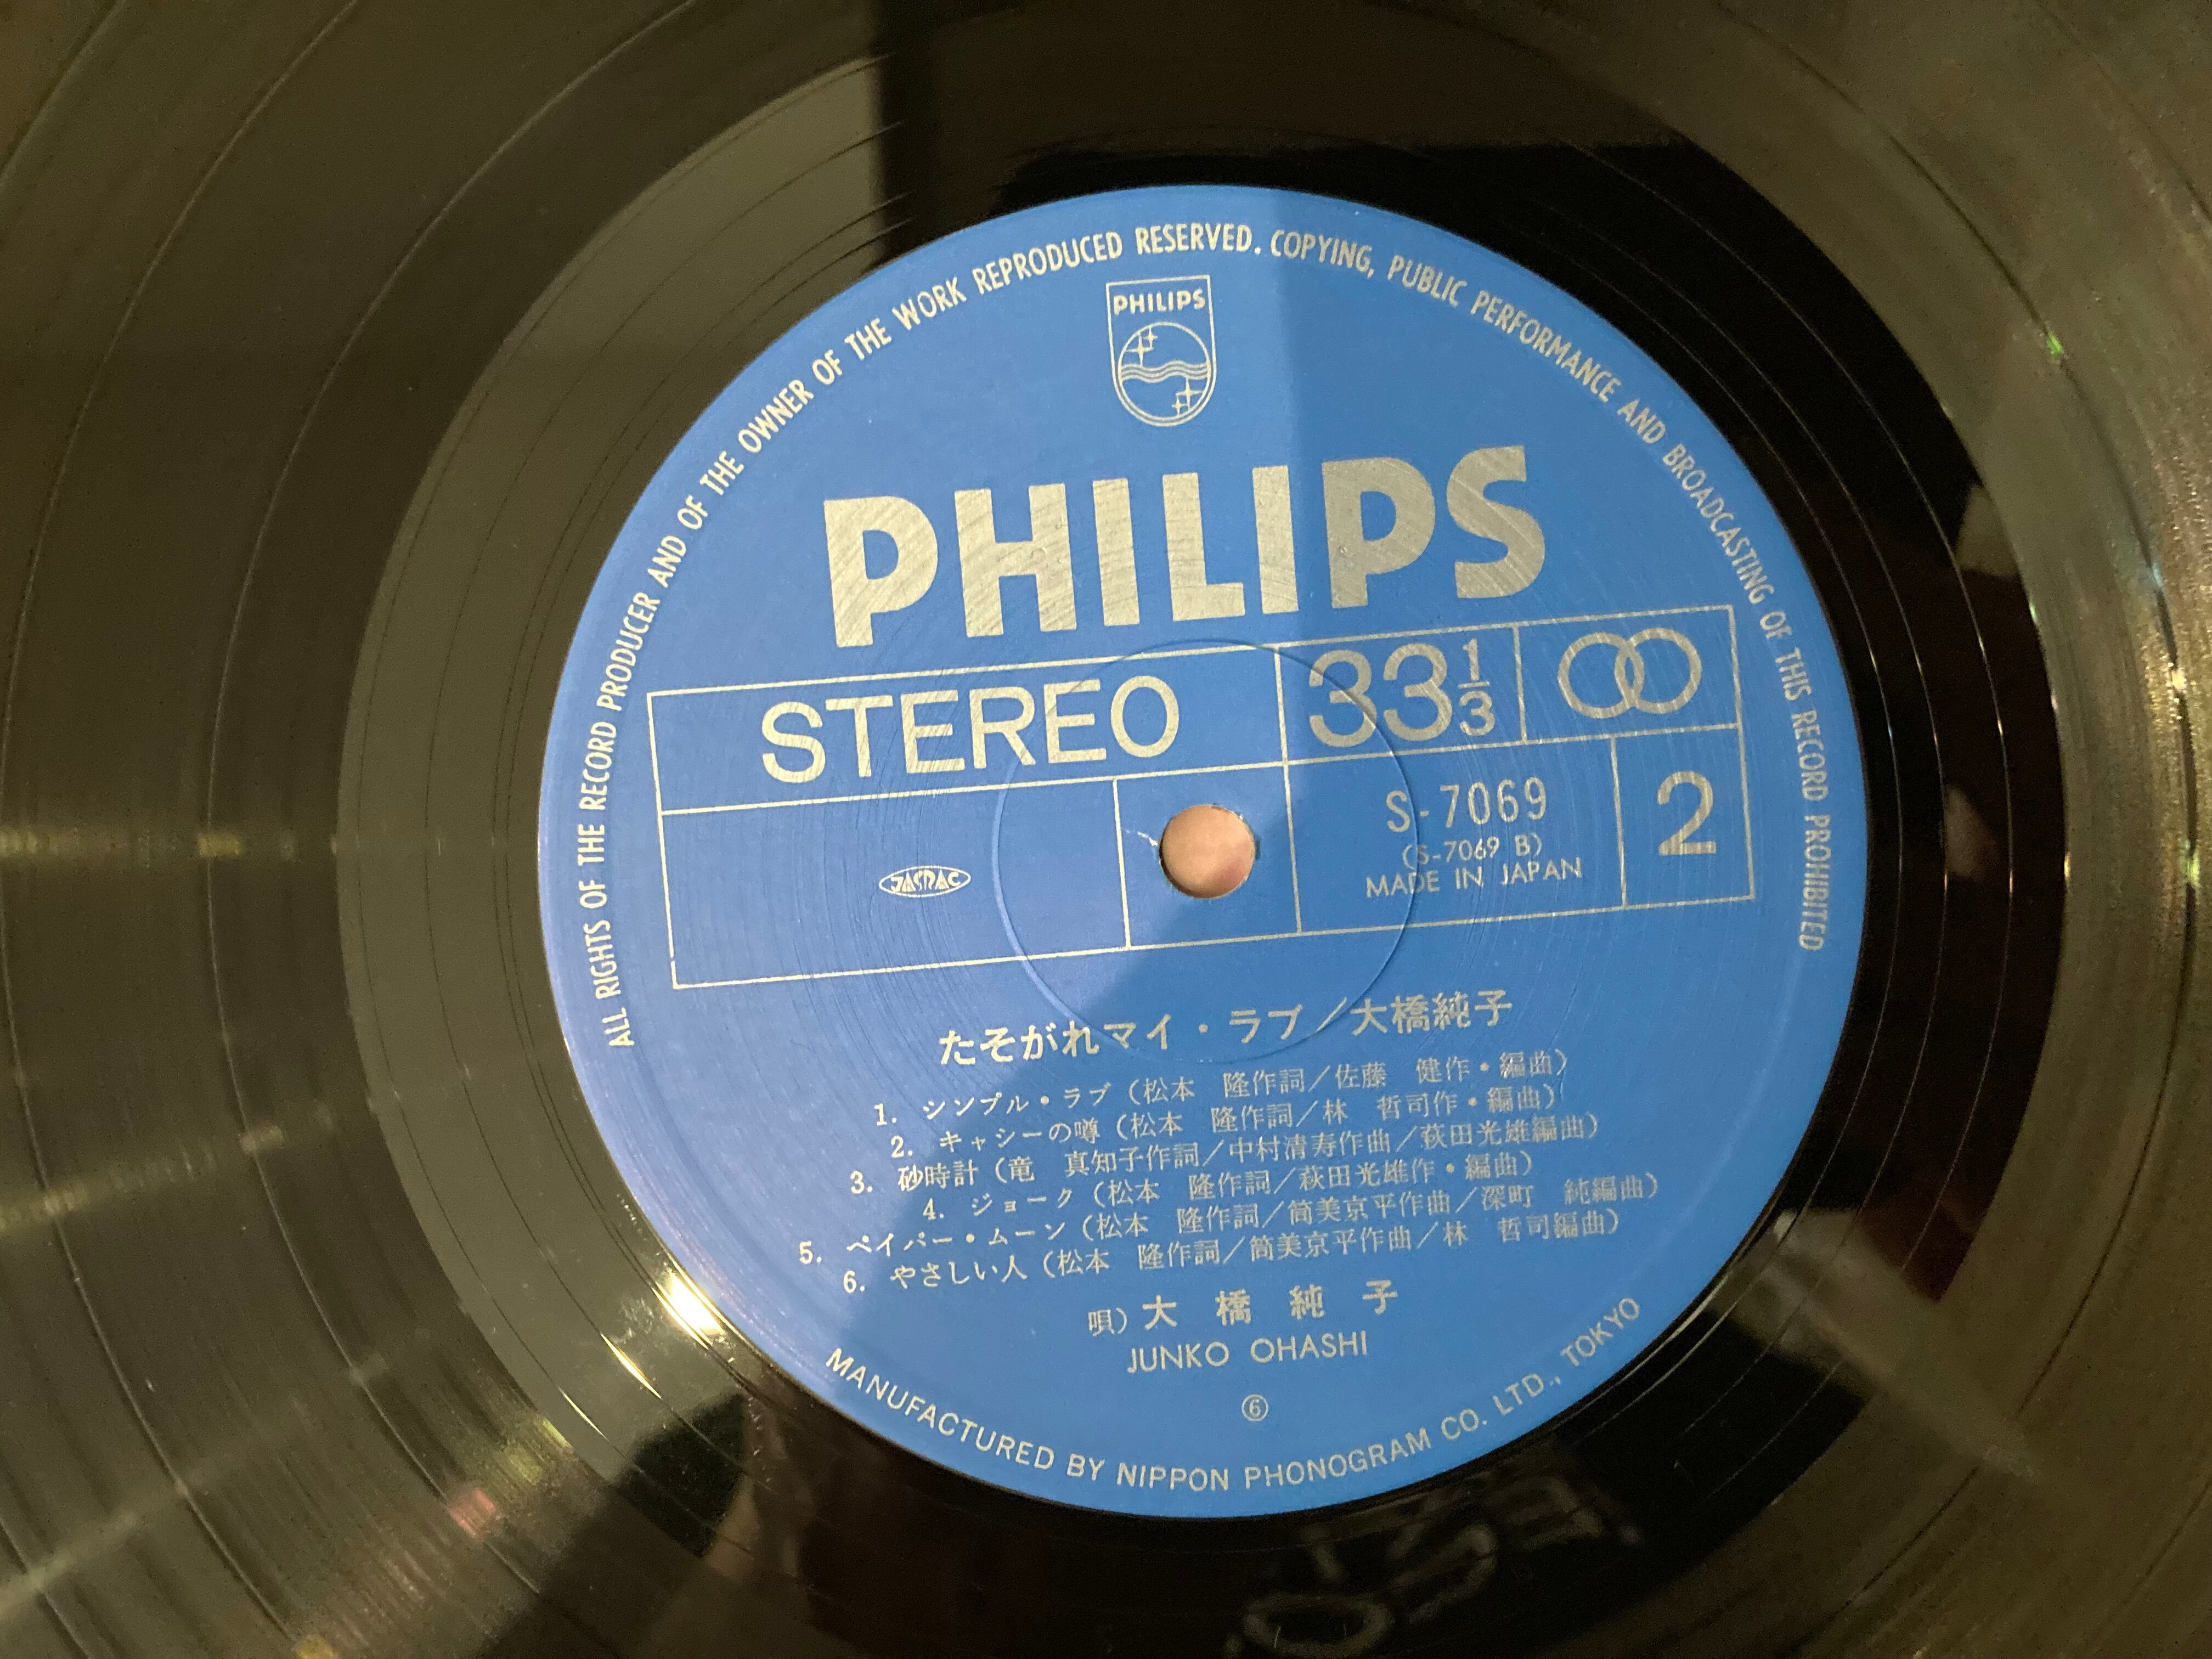 ALL RIGHTS OF THE RECORD PRODUCER AND OF THE OWNER OF THE WORK REPRODUCED RESERVED. COPYING, PUBLIC PERFORMANCE AND BROADCASTING OF THIS RECORD PROHIBITED
PHILIPS
PHILIPS
STEREO
33 1/3
JASRAC
S-7069
(S-7069 B)
MADE IN JAPAN
2
たそがれマイ・ラブ／大橋純子
1. シンプル・ラブ（松本 隆作詞／佐藤 健作・編曲）
2. キャシーの噂（松本 隆作詞／林 哲司作・編曲）
3. 砂時計（竜 真知子作詞／中村清寿作曲／萩田光雄編曲）
4. ジョーク（松本 隆作詞／萩田光雄作・編曲）
5. ペイパー・ムーン（松本 隆作詞／筒美京平作曲／深町 純編曲）
6. やさしい人（松本 隆作詞／筒美京平作曲／林 哲司編曲）
唄）大橋純子
JUNKO OHASHI
⑥
MANUFACTURED BY NIPPON PHONOGRAM CO. LTD., TOKYO